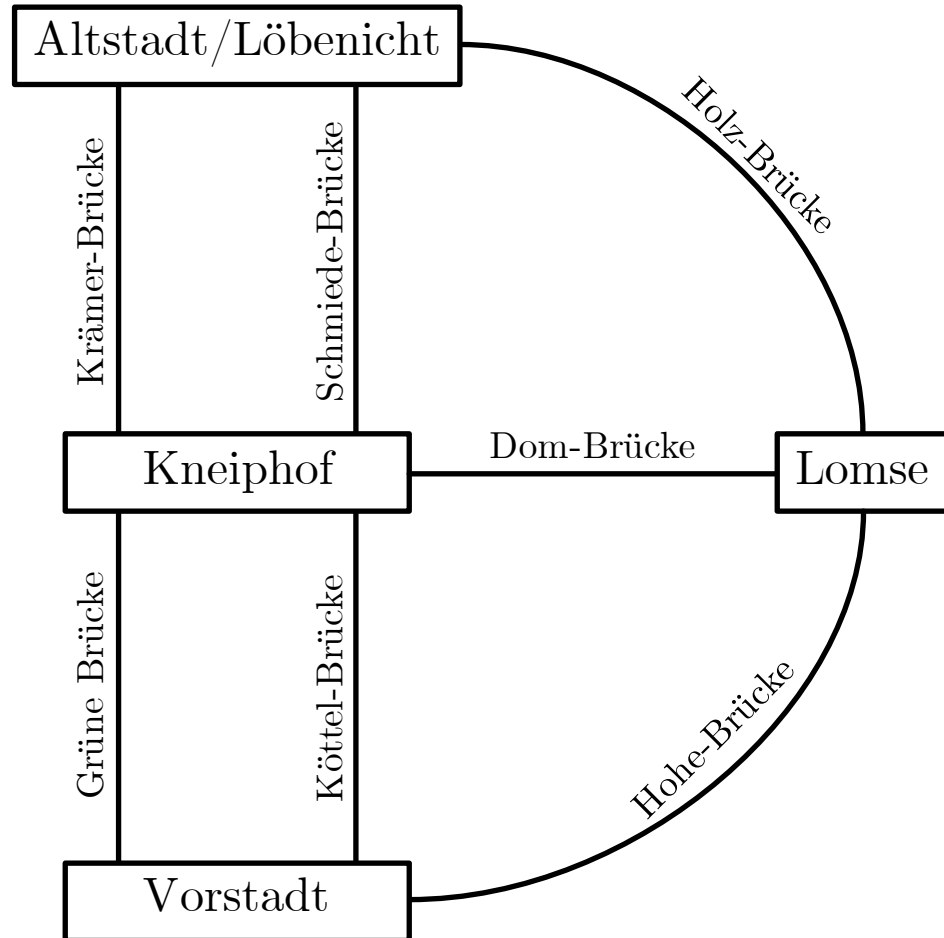 Altstadt/Löbenicht
Holz-Brücke
Krämer-Brücke
Schmiede-Brücke
Kneiphof
Dom-Brücke
Lomse
Grüne Brücke
Köttel-Brücke
Hohe-Brücke
Vorstadt